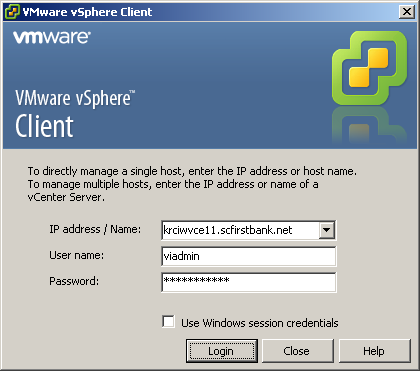 VMware vSphere Client
vmware®
VMware vSphere™
Client
To directly manage a single host, enter the IP address or host name.
To manage multiple hosts, enter the IP address or name of a
vCenter Server.
IP address / Name: krciwvce11.scfirstbank.net
User name: viadmin
Password: ***********
Use Windows session credentials
Login Close Help